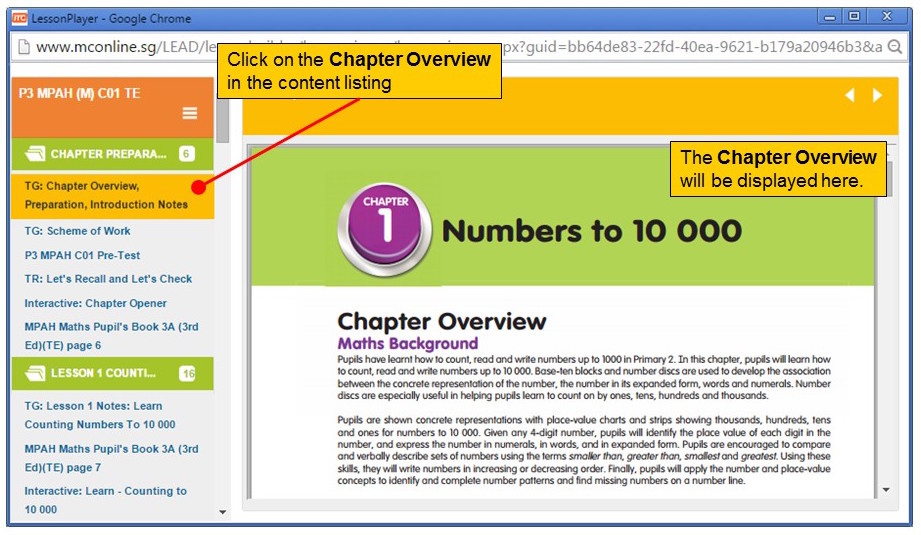 mc LessonPlayer - Google Chrome
www.mconline.sg/LEAD/
px?guid=bb64de83-22fd-40ea-9621-b179a20946b3&a
Click on the Chapter Overview
in the content listing
P3 MPAH (M) C01 TE
CHAPTER PREPARA... 6
TG: Chapter Overview,
Preparation, Introduction Notes
TG: Scheme of Work
P3 MPAH C01 Pre-Test
TR: Let's Recall and Let's Check
Interactive: Chapter Opener
MPAH Maths Pupil's Book 3A (3rd
Ed)(TE) page 6
LESSON 1 COUNTI... 16
TG: Lesson 1 Notes: Learn
Counting Numbers To 10 000
MPAH Maths Pupil's Book 3A (3rd
Ed)(TE) page 7
Interactive: Learn - Counting to
10 000
The Chapter Overview
will be displayed here.
CHAPTER
1
Numbers to 10 000
Chapter Overview
Maths Background
Pupils have learnt how to count, read and write numbers up to 1000 in Primary 2. In this chapter, pupils will learn how
to count, read and write numbers up to 10 000. Base-ten blocks and number discs are used to develop the association
between the concrete representation of the number, the number in its expanded form, words and numerals. Number
discs are especially useful in helping pupils learn to count on by ones, tens, hundreds and thousands.
Pupils are shown concrete representations with place-value charts and strips showing thousands, hundreds, tens
and ones for numbers to 10 000. Given any 4-digit number, pupils will identify the place value of each digit in the
number, and express the number in numerals, in words, and in expanded form. Pupils are encouraged to compare
and verbally describe sets of numbers using the terms smaller than, greater than, smallest and greatest. Using these
skills, they will write numbers in increasing or decreasing order. Finally, pupils will apply the number and place-value
concepts to identify and complete number patterns and find missing numbers on a number line.